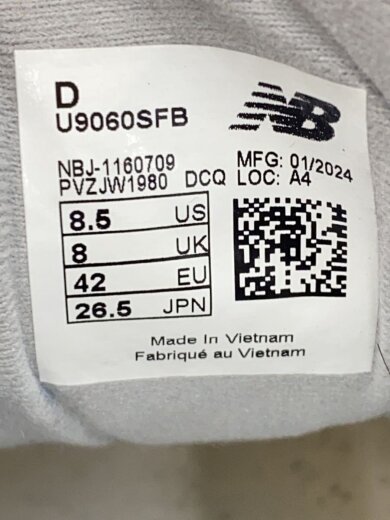 D
U9060SFB
NB
NBJ-1160709
PVZJW1980 DCQ
MFG: 01/2024
LOC: A4
8.5 US
8 UK
42 EU
26.5 JPN
Made In Vietnam
Fabriqué au Vietnam